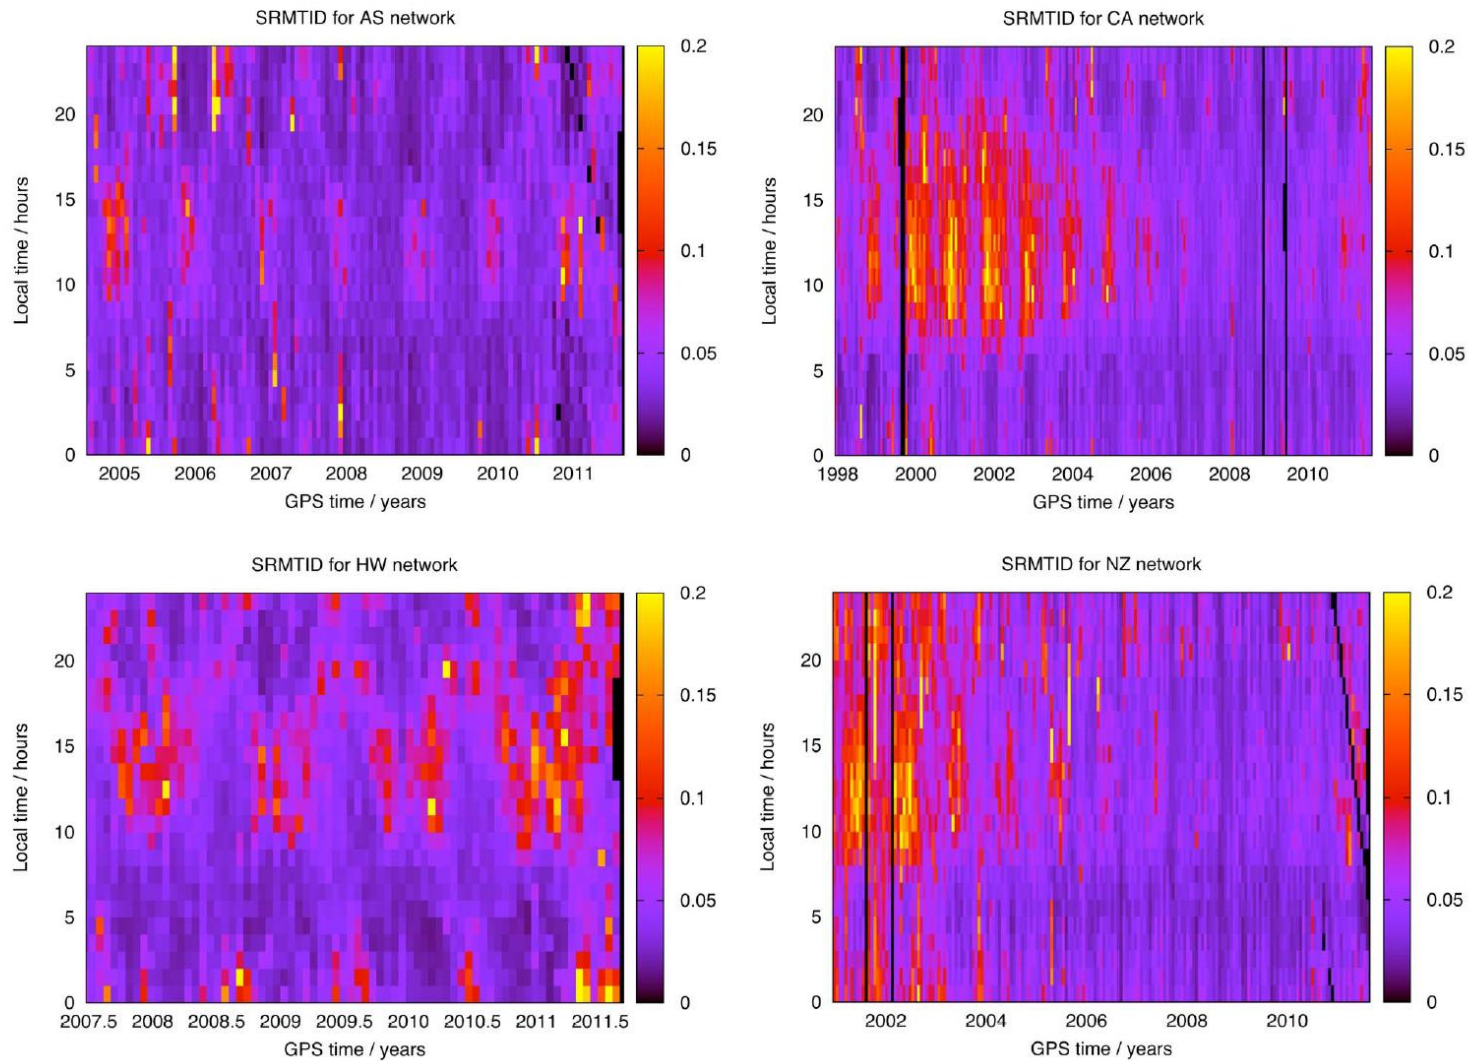 SRMTID for AS network
0.2
0.15
0.1
0.05
0
20
15
10
5
0
Local time / hours
2005 2006 2007 2008 2009 2010 2011
GPS time / years
SRMTID for CA network
0.2
0.15
0.1
0.05
0
20
15
10
5
0
Local time / hours
1998 2000 2002 2004 2006 2008 2010
GPS time / years
SRMTID for HW network
0.2
0.15
0.1
0.05
0
20
15
10
5
0
Local time / hours
2007.5 2008 2008.5 2009 2009.5 2010 2010.5 2011 2011.5
GPS time / years
SRMTID for NZ network
0.2
0.15
0.1
0.05
0
20
15
10
5
0
Local time / hours
2002 2004 2006 2008 2010
GPS time / years